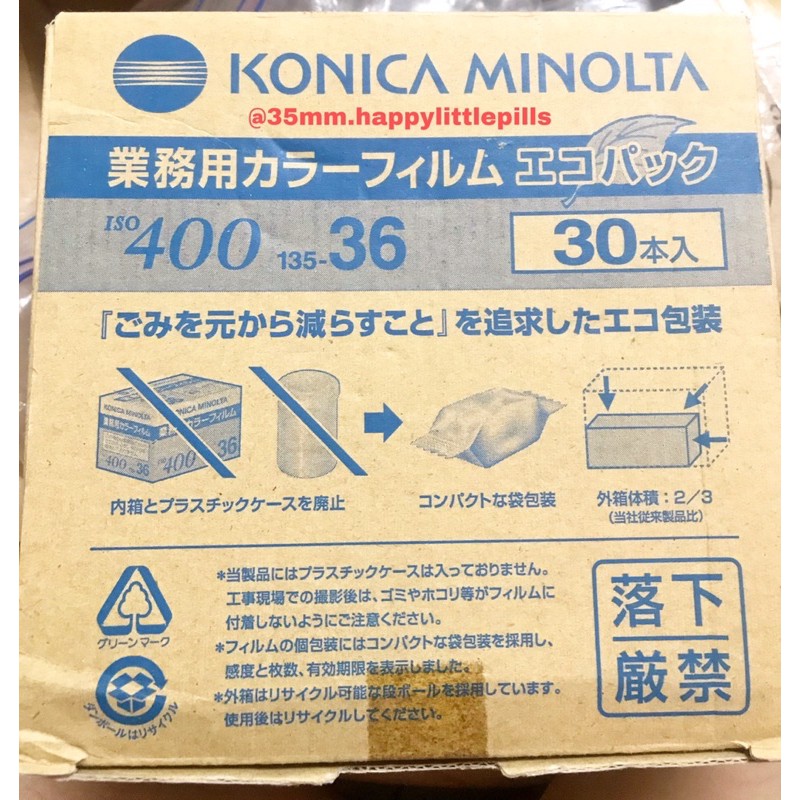 KONICA MINOLTA
@35mm.happylittlepills
業務用カラーフィルム エコパック
ISO 400 135-36 30本入
『ごみを元から減らすこと』を追求したエコ包装
KONICA MINOLTA KONICA MINOLTA
業務用カラーフィルム カラーフィルム
400 36 400 36
内箱とプラスチックケースを廃止
コンパクトな袋包装
外箱体積：2／3
(当社従来製品比)
*当製品にはプラスチックケースは入っておりません。
工事現場での撮影後は、ゴミやホコリ等がフィルムに
付着しないようにご注意ください。
*フィルムの個包装にはコンパクトな袋包装を採用し、
感度と枚数、有効期限を表示しました。
*外箱はリサイクル可能な段ボールを採用しています。
使用後はリサイクルしてください。
グリーンマーク
ダンボールはリサイクル
落下
厳禁